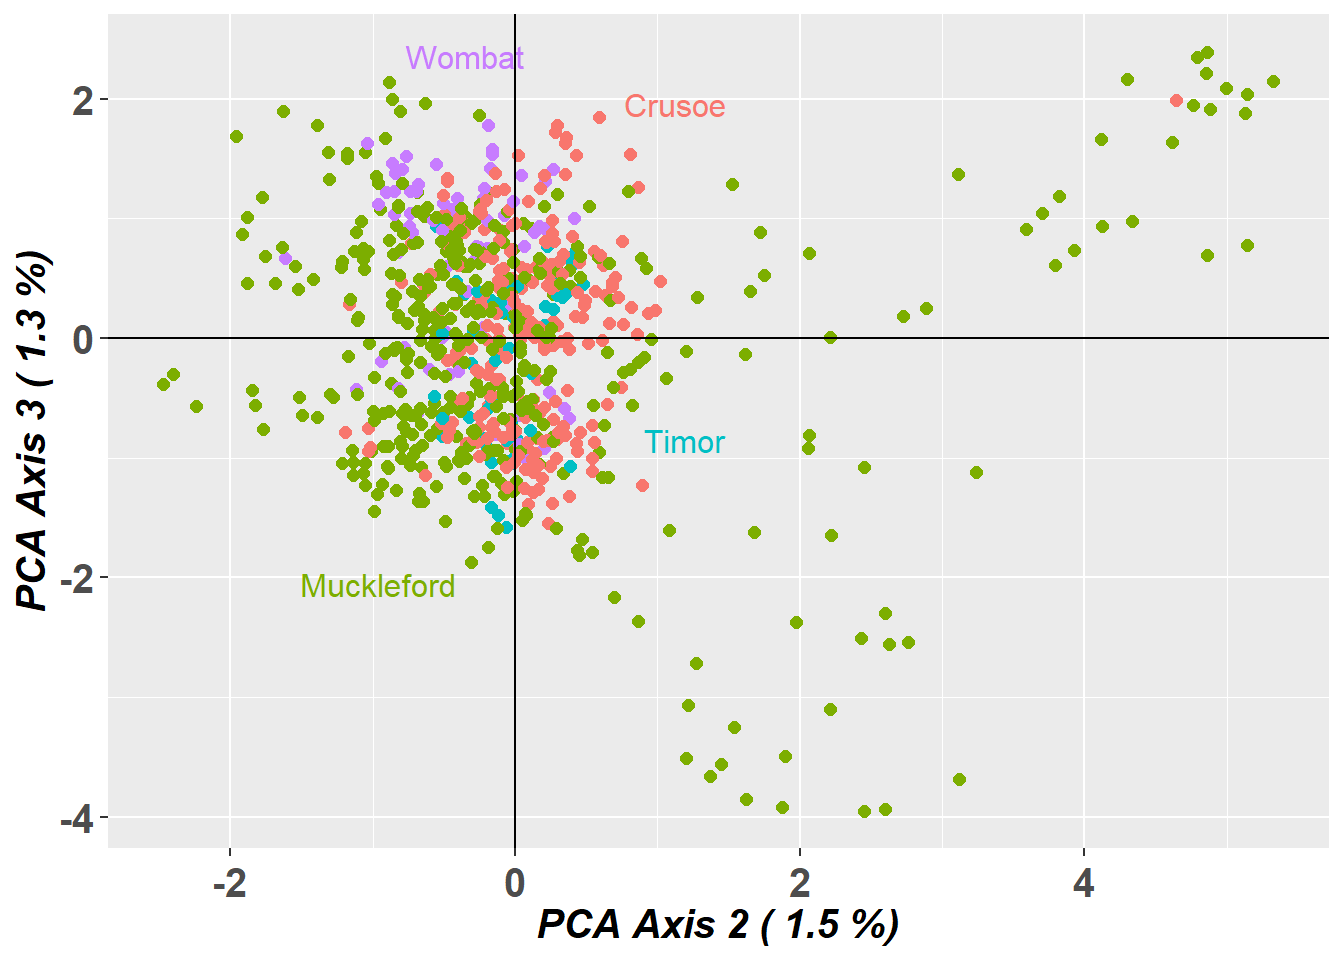 Wombat
Crusoe
Timor
Muckleford
2
0
-2
-4
PCA Axis 3 ( 1.3 %)
-2
0
2
4
PCA Axis 2 ( 1.5 %)